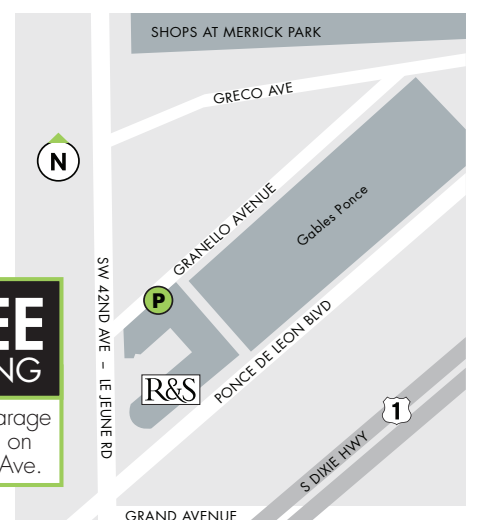 SHOPS AT MERRICK PARK
GRECO AVE
N
GRANELLO AVENUE
Gables Ponce
SW 42ND AVE – LE JEUNE RD
P
PONCE DE LEON BLVD
R&S
1
S DIXIE HWY
GRAND AVENUE
EE
NG
arage
on
Ave.